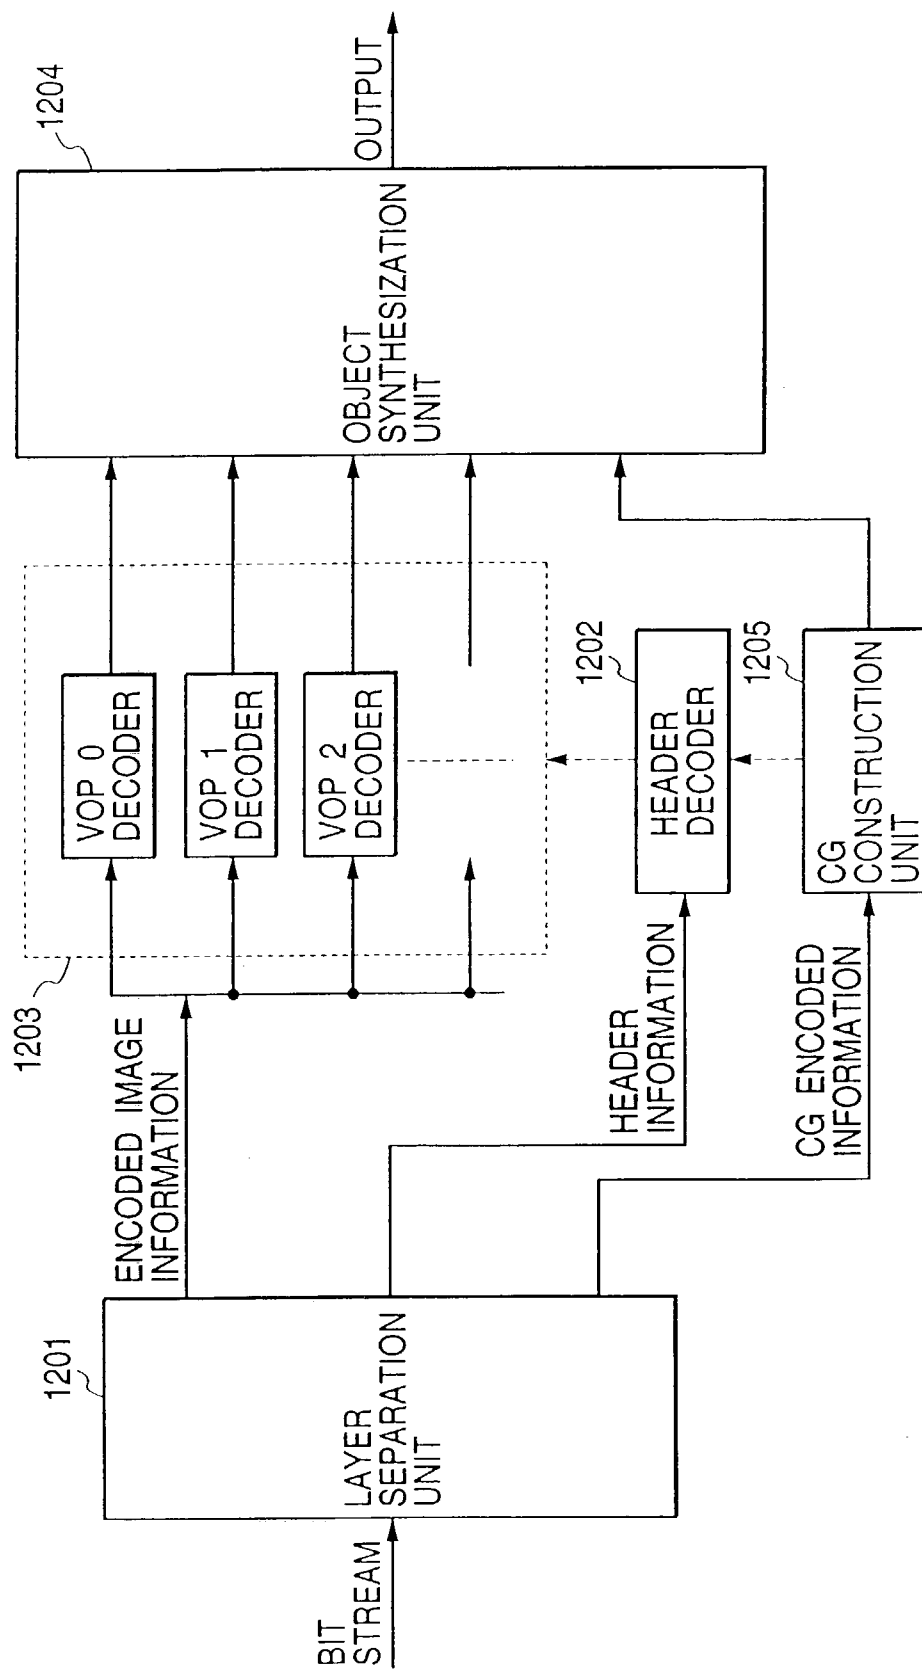 BIT
STREAM
1201
LAYER
SEPARATION
UNIT
ENCODED IMAGE
INFORMATION
HEADER
INFORMATION
CG ENCODED
INFORMATION
1203
VOP 0
DECODER
VOP 1
DECODER
VOP 2
DECODER
1202
HEADER
DECODER
1205
CG
CONSTRUCTION
UNIT
1204
OBJECT
SYNTHESIZATION
UNIT
OUTPUT